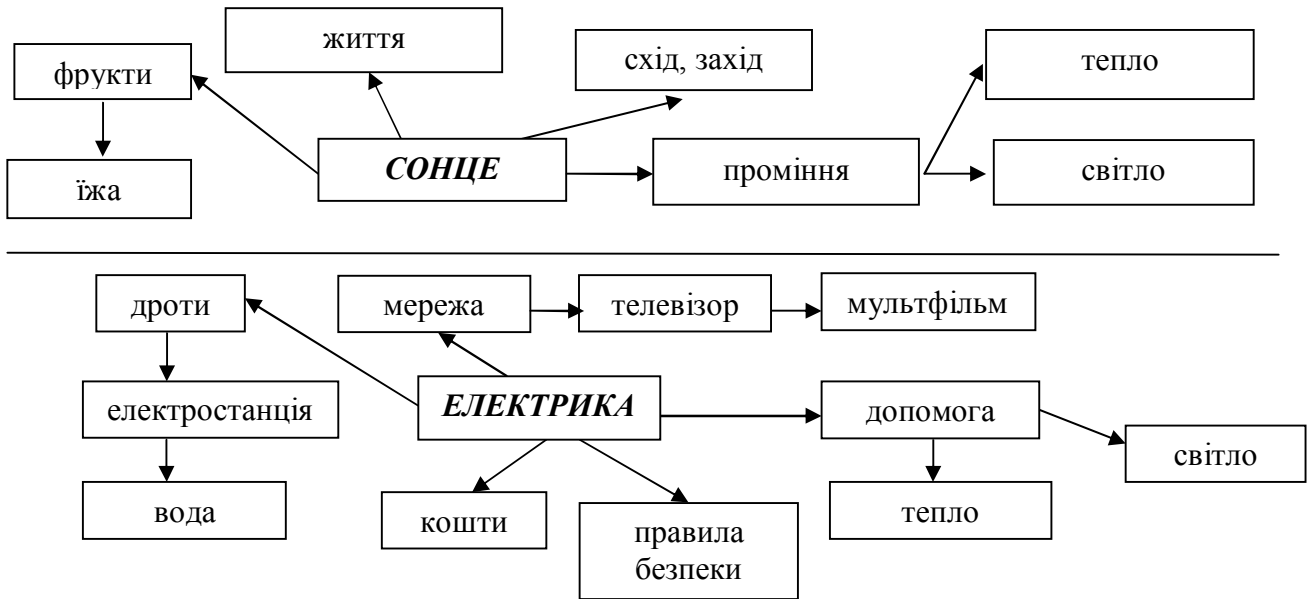 життя
фрукти
схід, захід
тепло
СОНЦЕ
проміння
світло
їжа
дроти
мережа
телевізор
мультфільм
електростанція
ЕЛЕКТРИКА
допомога
світло
вода
кошти
правила
безпеки
тепло